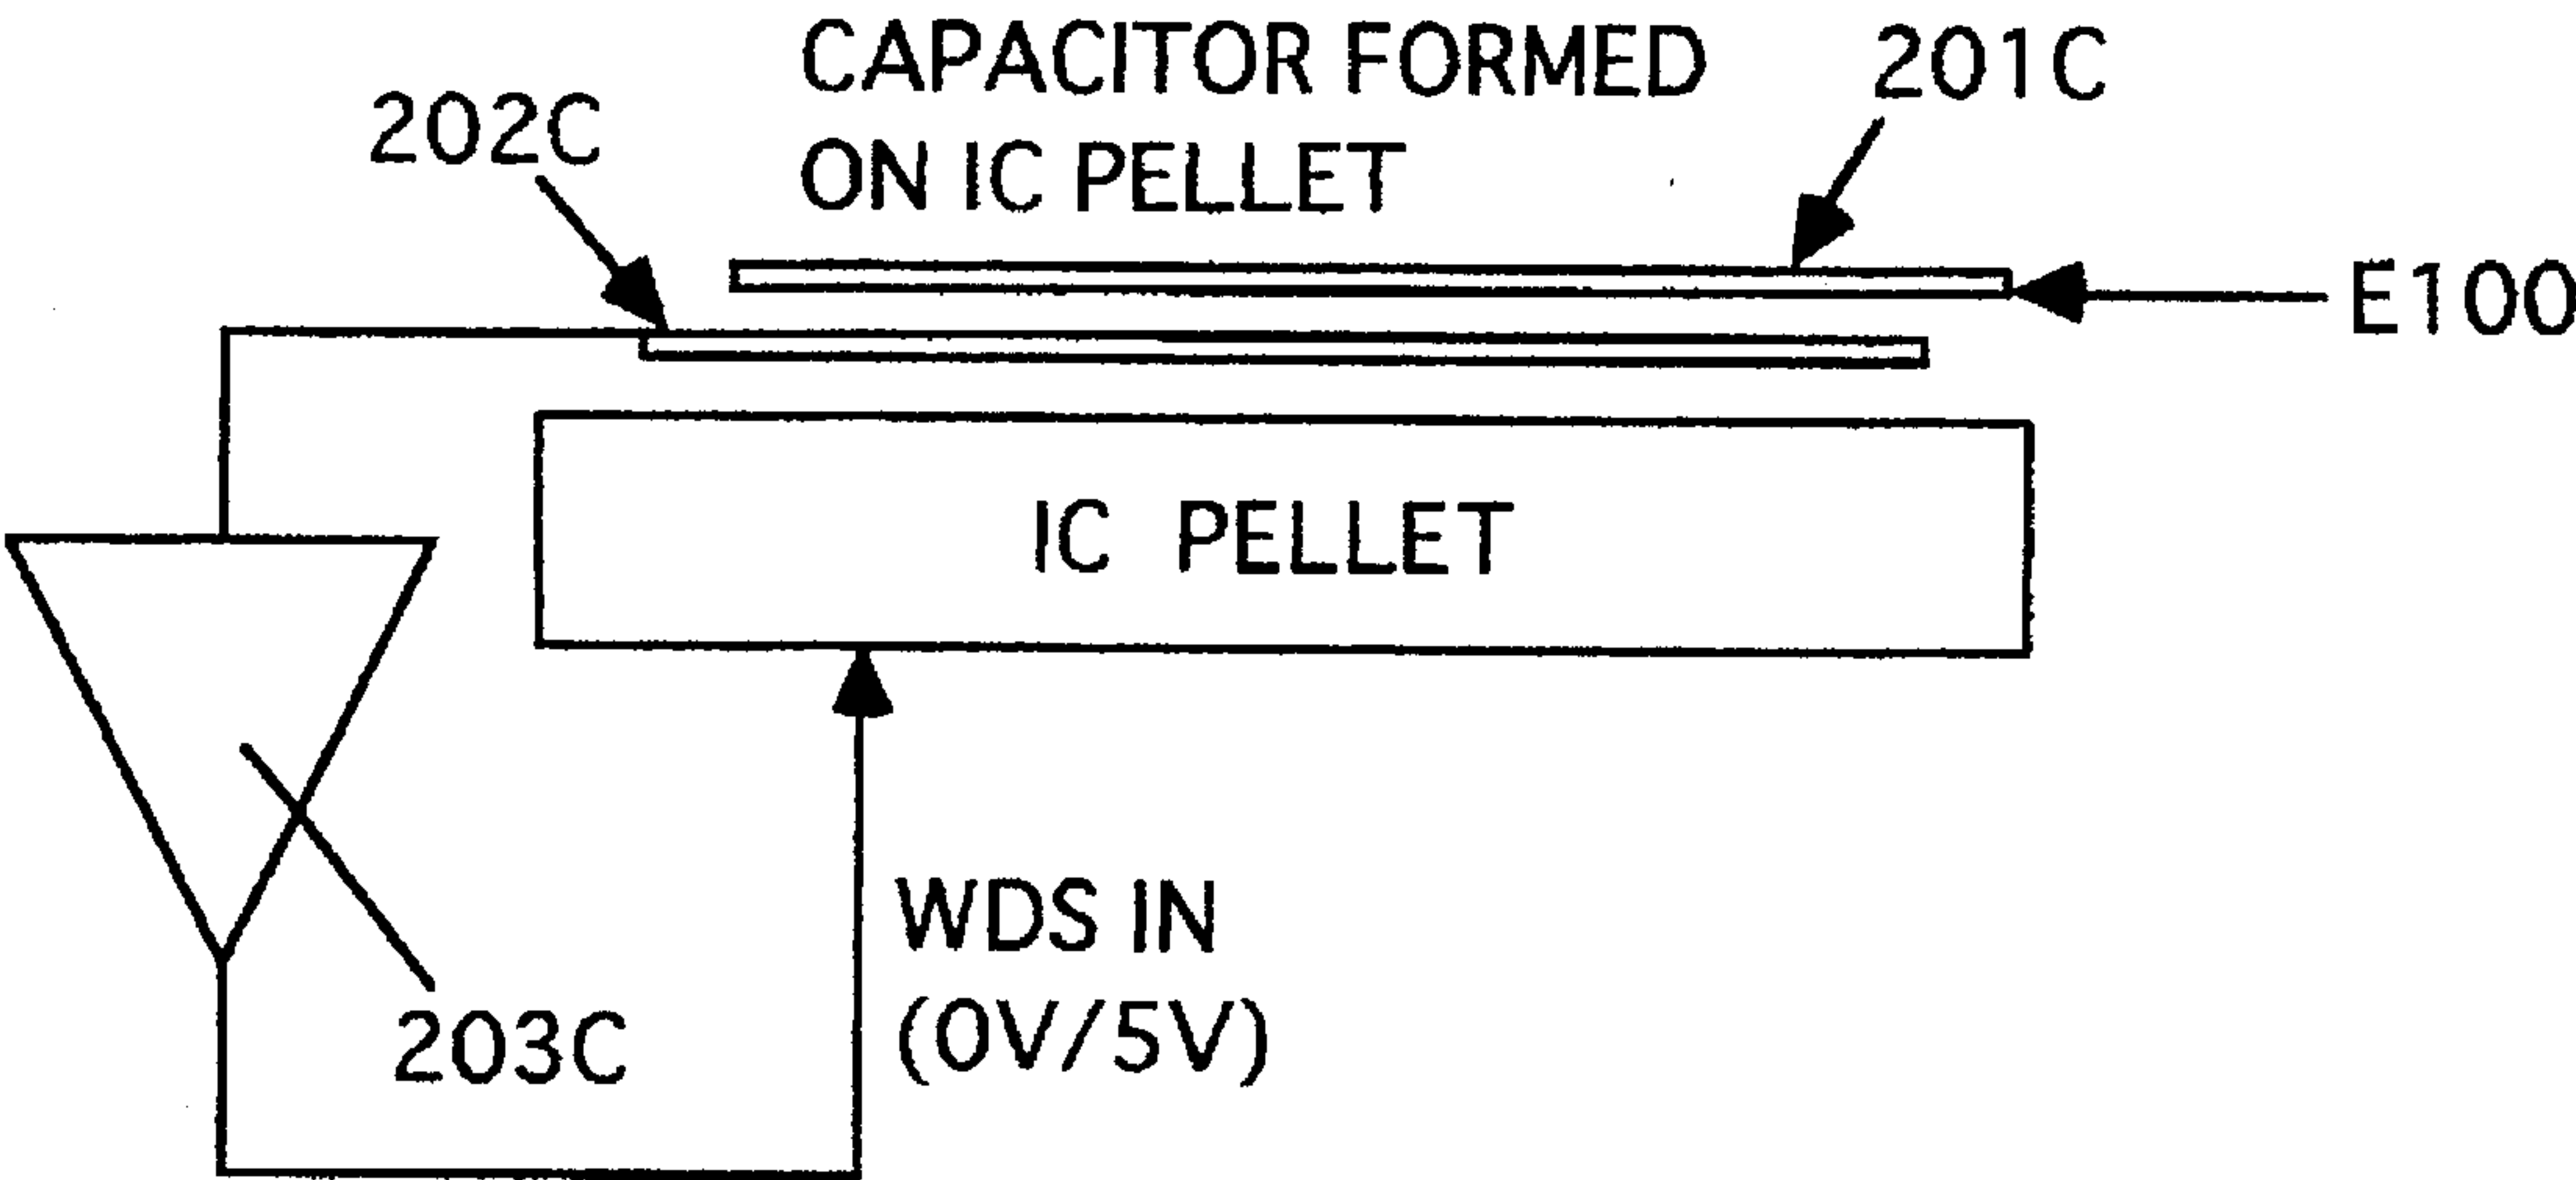 CAPACITOR FORMED
ON IC PELLET
201C
202C
E100
IC PELLET
WDS IN
(0V/5V)
203C